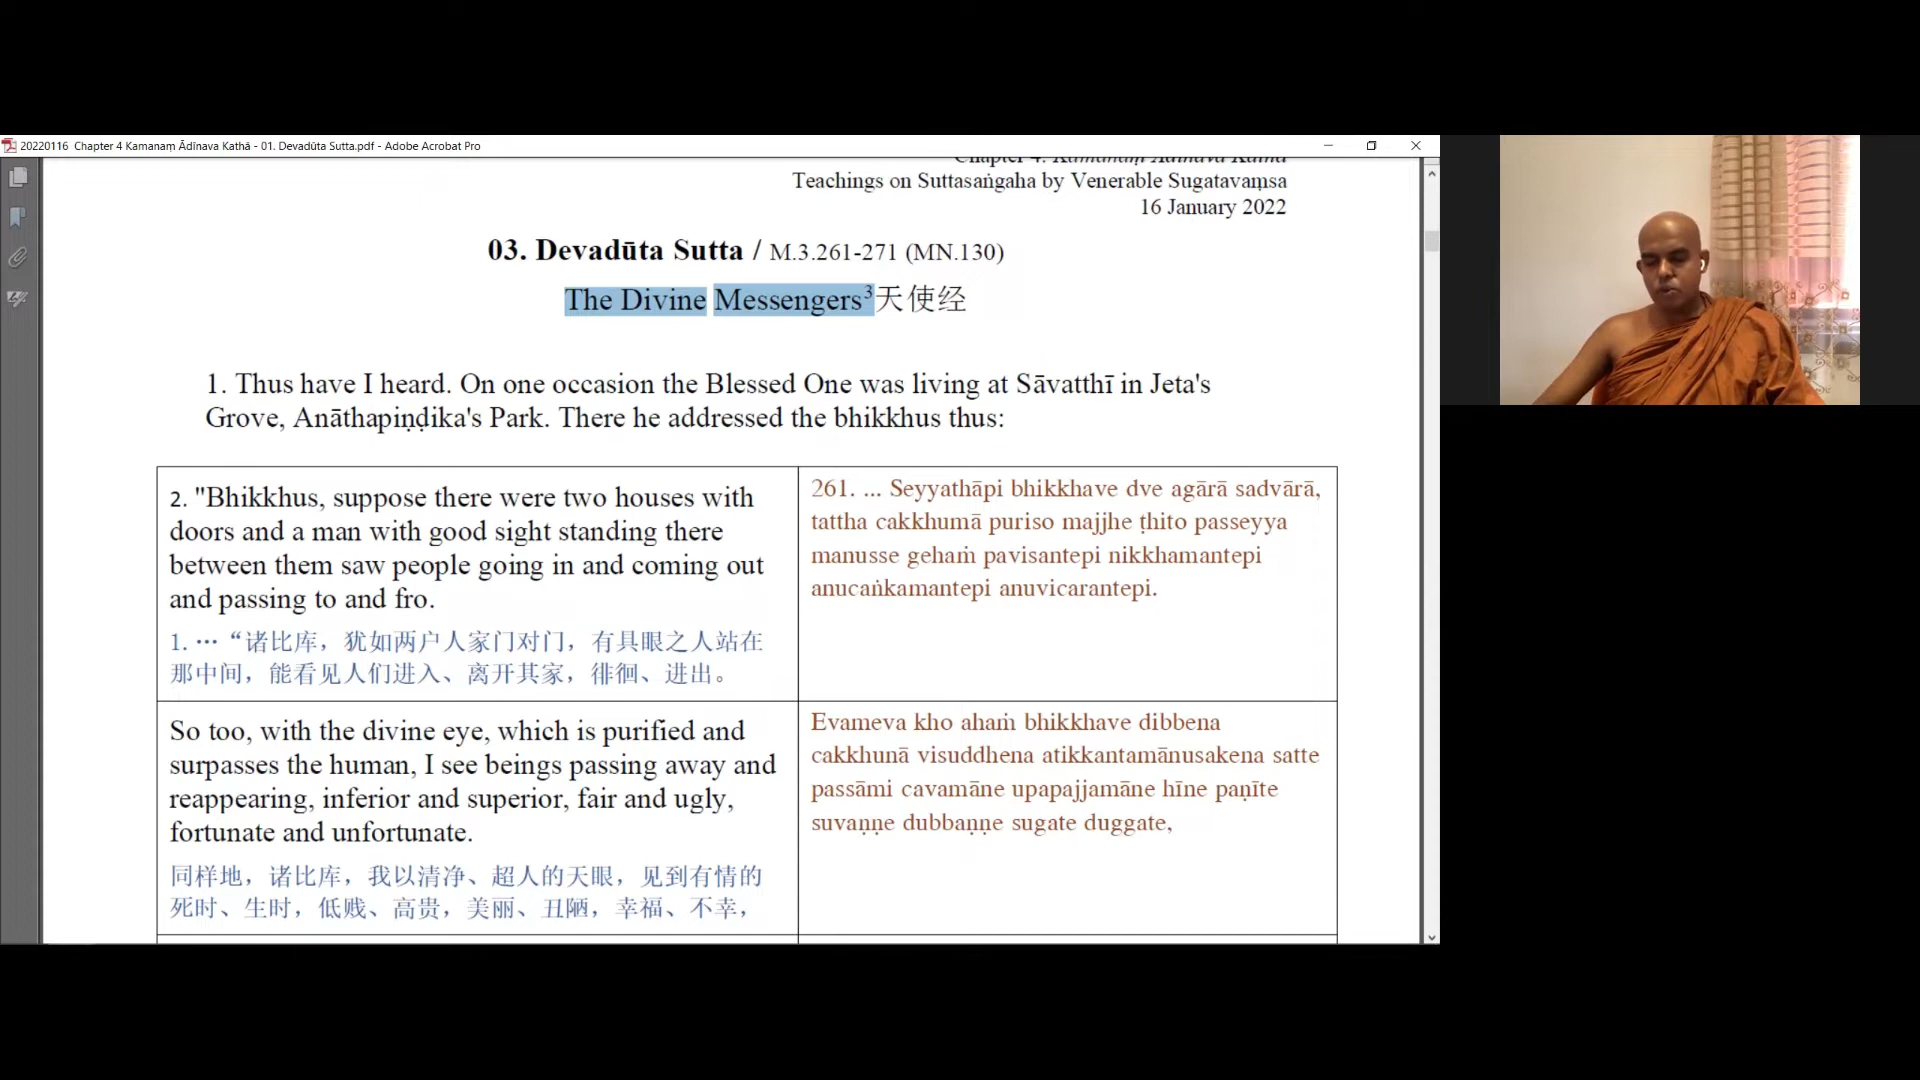 20220116 Chapter 4 Kamanaṃ Ādīnava Kathā - 01. Devadūta Sutta.pdf - Adobe Acrobat Pro
Chapter 4: Kāmānaṃ Ādīnava Kathā
Teachings on Suttasaṅgaha by Venerable Sugatavaṃsa
16 January 2022
03. Devadūta Sutta / M.3.261-271 (MN.130)
The Divine Messengers³天使经
1. Thus have I heard. On one occasion the Blessed One was living at Sāvatthī in Jeta's
Grove, Anāthapiṇḍika's Park. There he addressed the bhikkhus thus:
2. "Bhikkhus, suppose there were two houses with
doors and a man with good sight standing there
between them saw people going in and coming out
and passing to and fro.
1. …“诸比库，犹如两户人家门对门，有具眼之人站在
那中间，能看见人们进入、离开其家，徘徊、进出。
261. ... Seyyathāpi bhikkhave dve agārā sadvārā,
tattha cakkhumā puriso majjhe ṭhito passeyya
manusse gehaṁ pavisantepi nikkhamantepi
anucaṅkamantepi anuvicarantepi.
So too, with the divine eye, which is purified and
surpasses the human, I see beings passing away and
reappearing, inferior and superior, fair and ugly,
fortunate and unfortunate.
同样地，诸比库，我以清净、超人的天眼，见到有情的
死时、生时，低贱、高贵，美丽、丑陋，幸福、不幸，
Evameva kho ahaṁ bhikkhave dibbena
cakkhunā visuddhena atikkantamānusakena satte
passāmi cavamāne upapajjamāne hīne paṇīte
suvaṇṇe dubbaṇṇe sugate duggate,